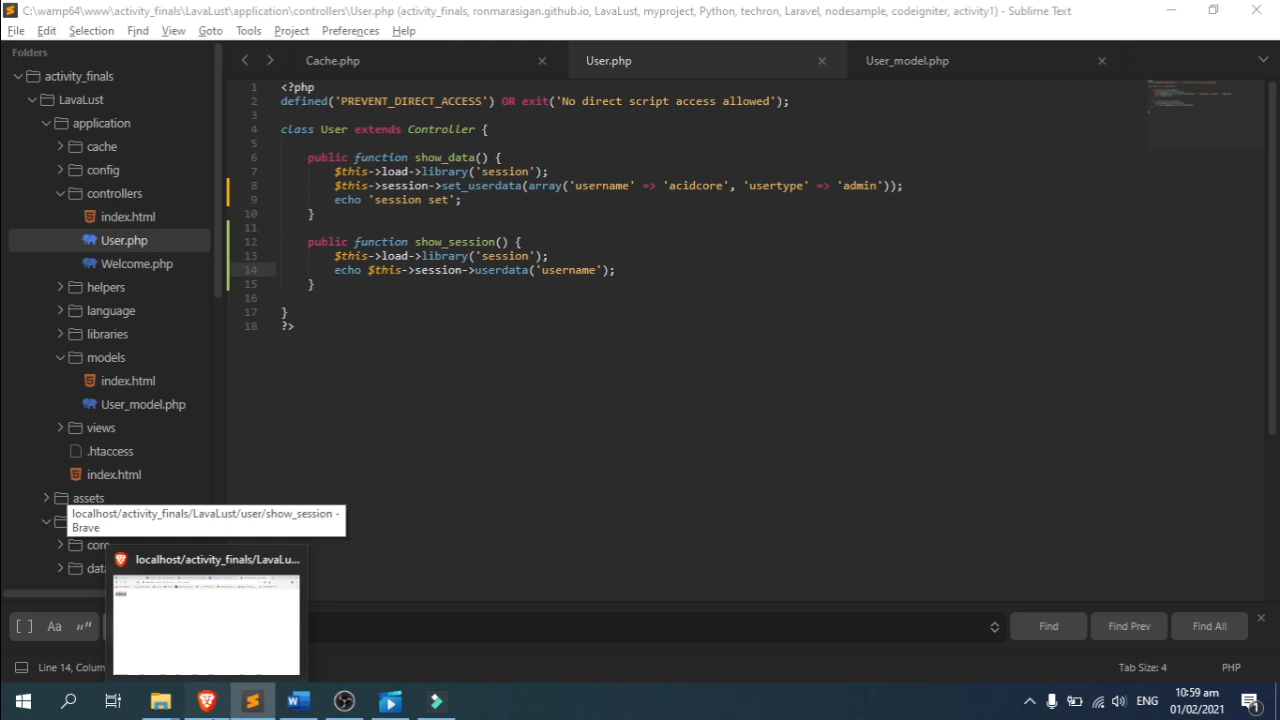 C:\wamp64\www\activity_finals\LavaLust\application\controllers\User.php (activity_finals, ronmarasigan.github.io, LavaLust, myproject, Python, techron, Laravel, nodesample, codeigniter, activity1) - Sublime Text
File Edit Selection Find View Goto Tools Project Preferences Help
Folders
activity_finals
LavaLust
application
cache
config
controllers
index.html
User.php
Welcome.php
helpers
language
libraries
models
index.html
User_model.php
views
.htaccess
index.html
assets
core
data
Cache.php
User.php
User_model.php
1 <?php
2 defined('PREVENT_DIRECT_ACCESS') OR exit('No direct script access allowed');
3
4 class User extends Controller {
5
6 public function show_data() {
7 $this->load->library('session');
8 $this->session->set_userdata(array('username' => 'acidcore', 'usertype' => 'admin'));
9 echo 'session set';
10 }
11
12 public function show_session() {
13 $this->load->library('session');
14 echo $this->session->userdata('username');
15 }
16
17 }
18 ?>
localhost/activity_finals/LavaLust/user/show_session -
Brave
localhost/activity_finals/LavaLu...
Aa
Find
Find Prev
Find All
Line 14, Colum
Tab Size: 4
PHP
ENG
10:59 am
01/02/2021
1